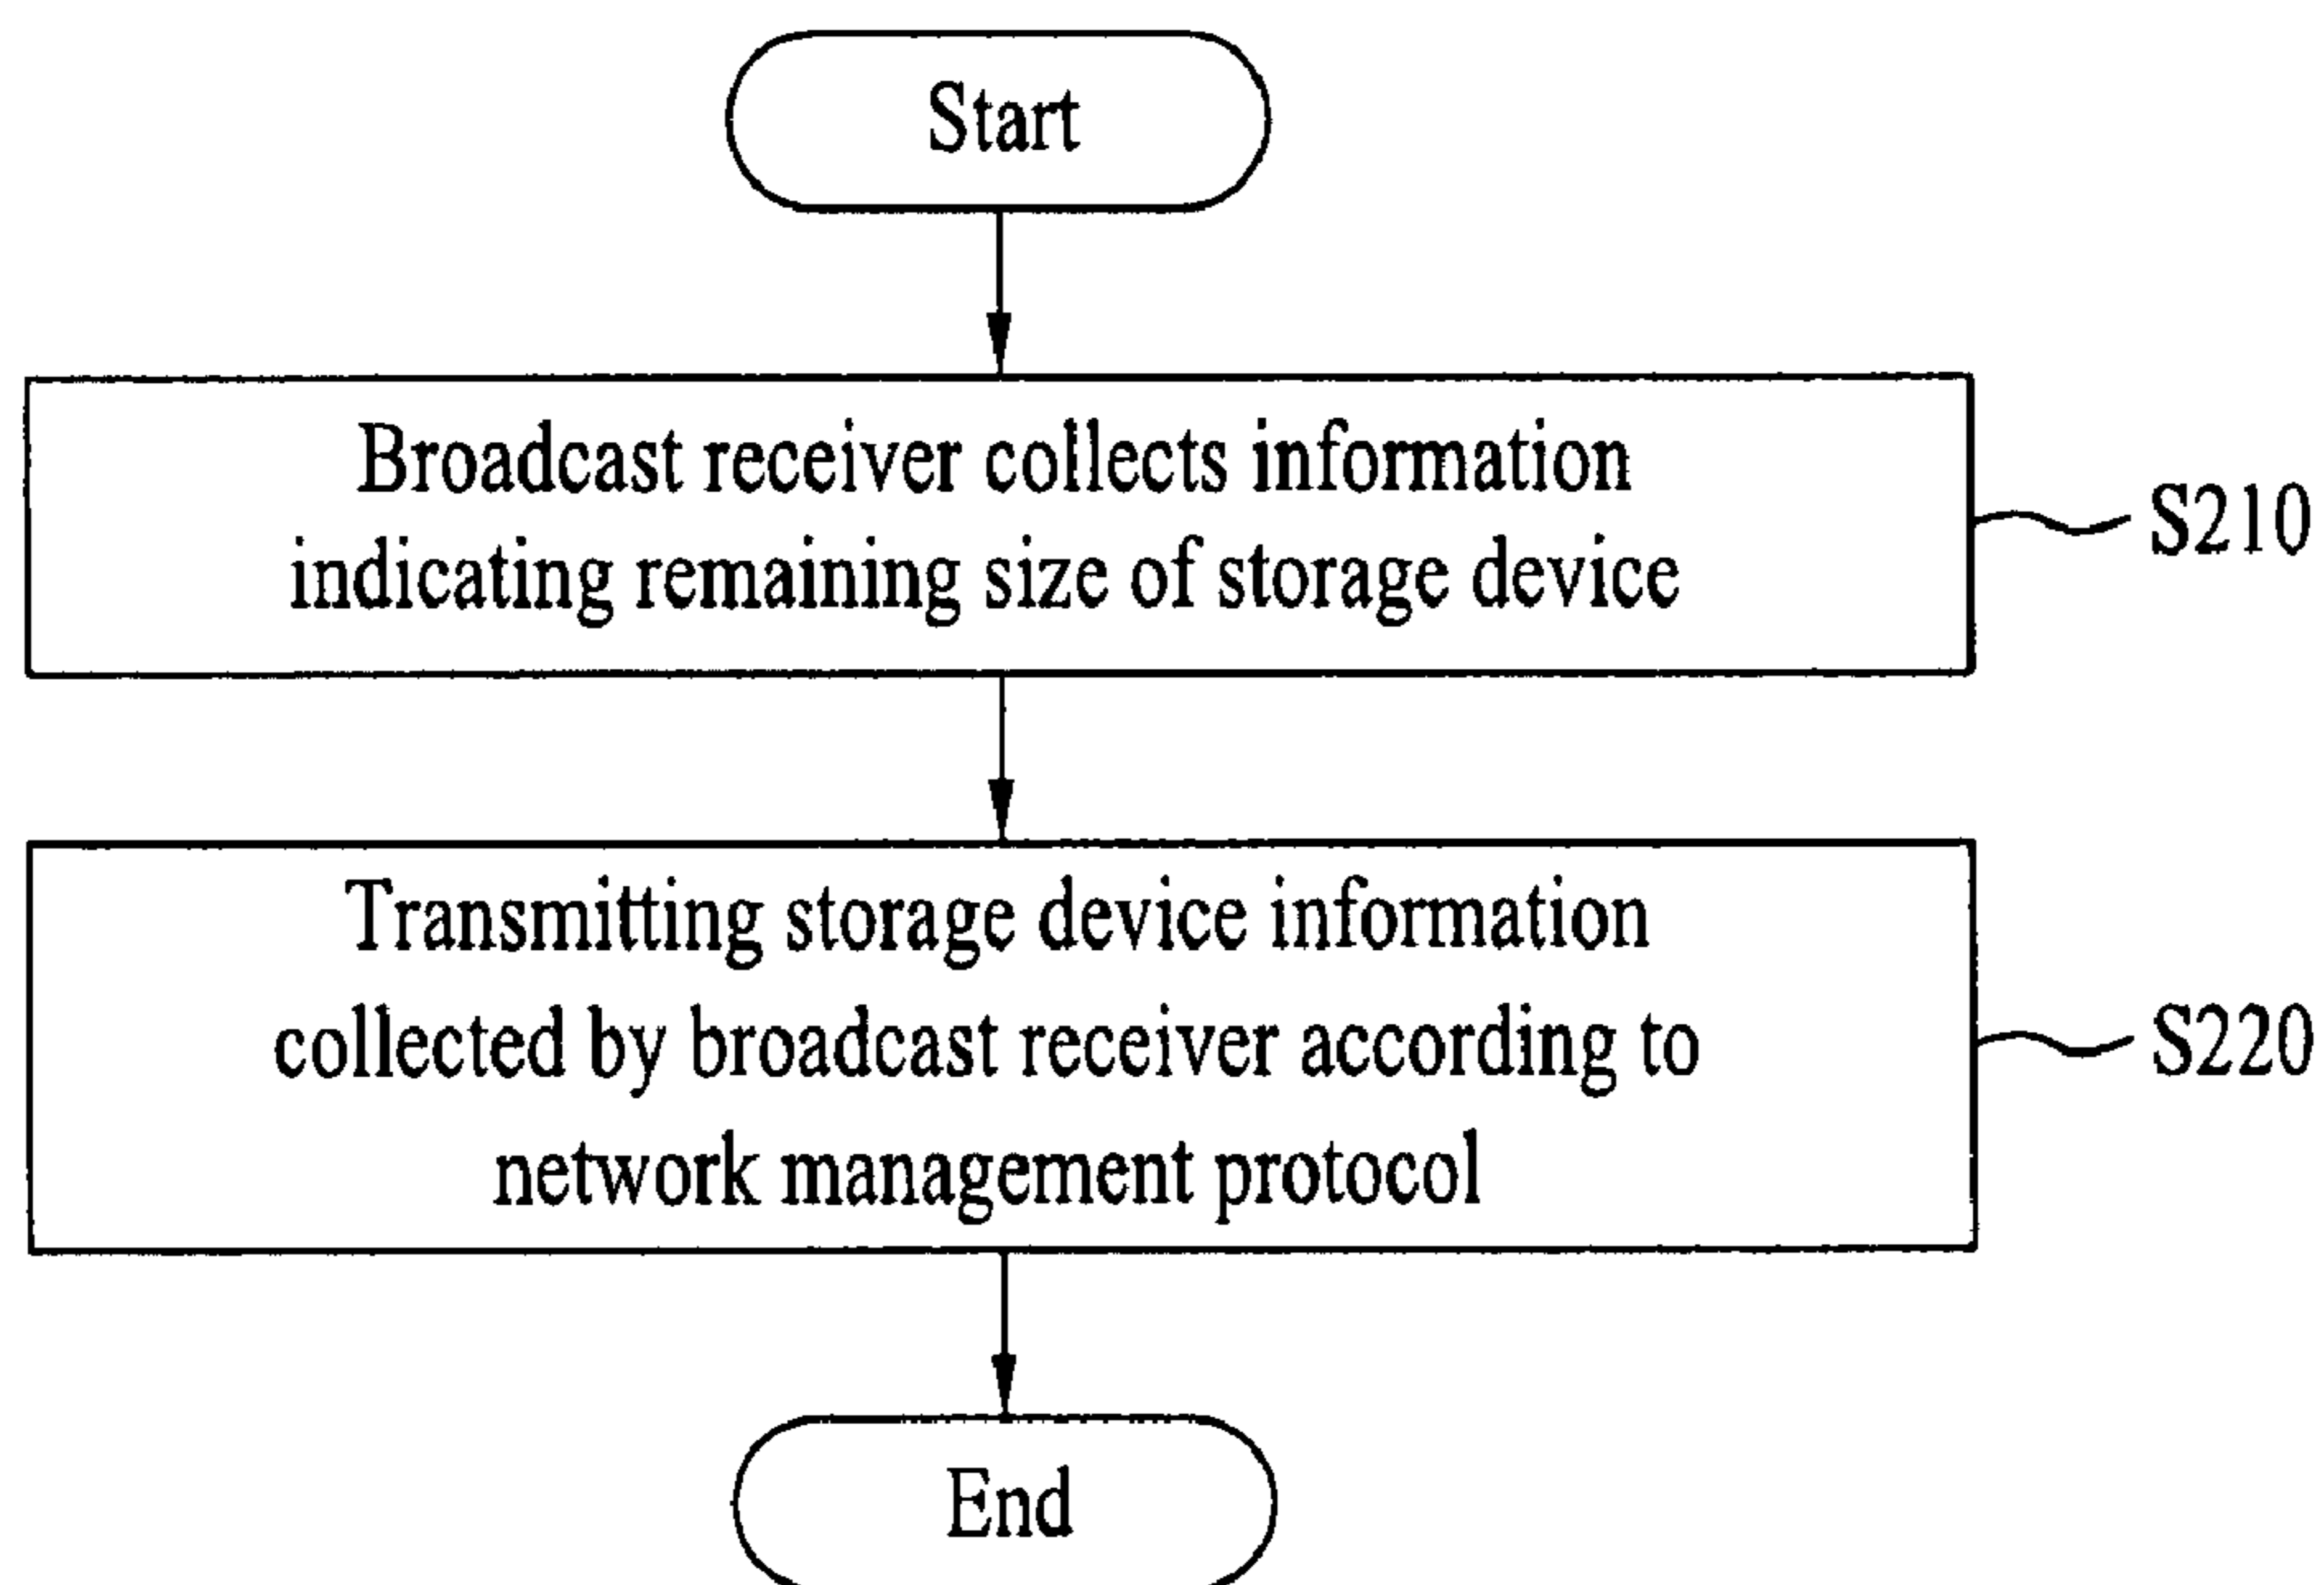 Start
Broadcast receiver collects information
indicating remaining size of storage device
S210
Transmitting storage device information
collected by broadcast receiver according to
network management protocol
S220
End